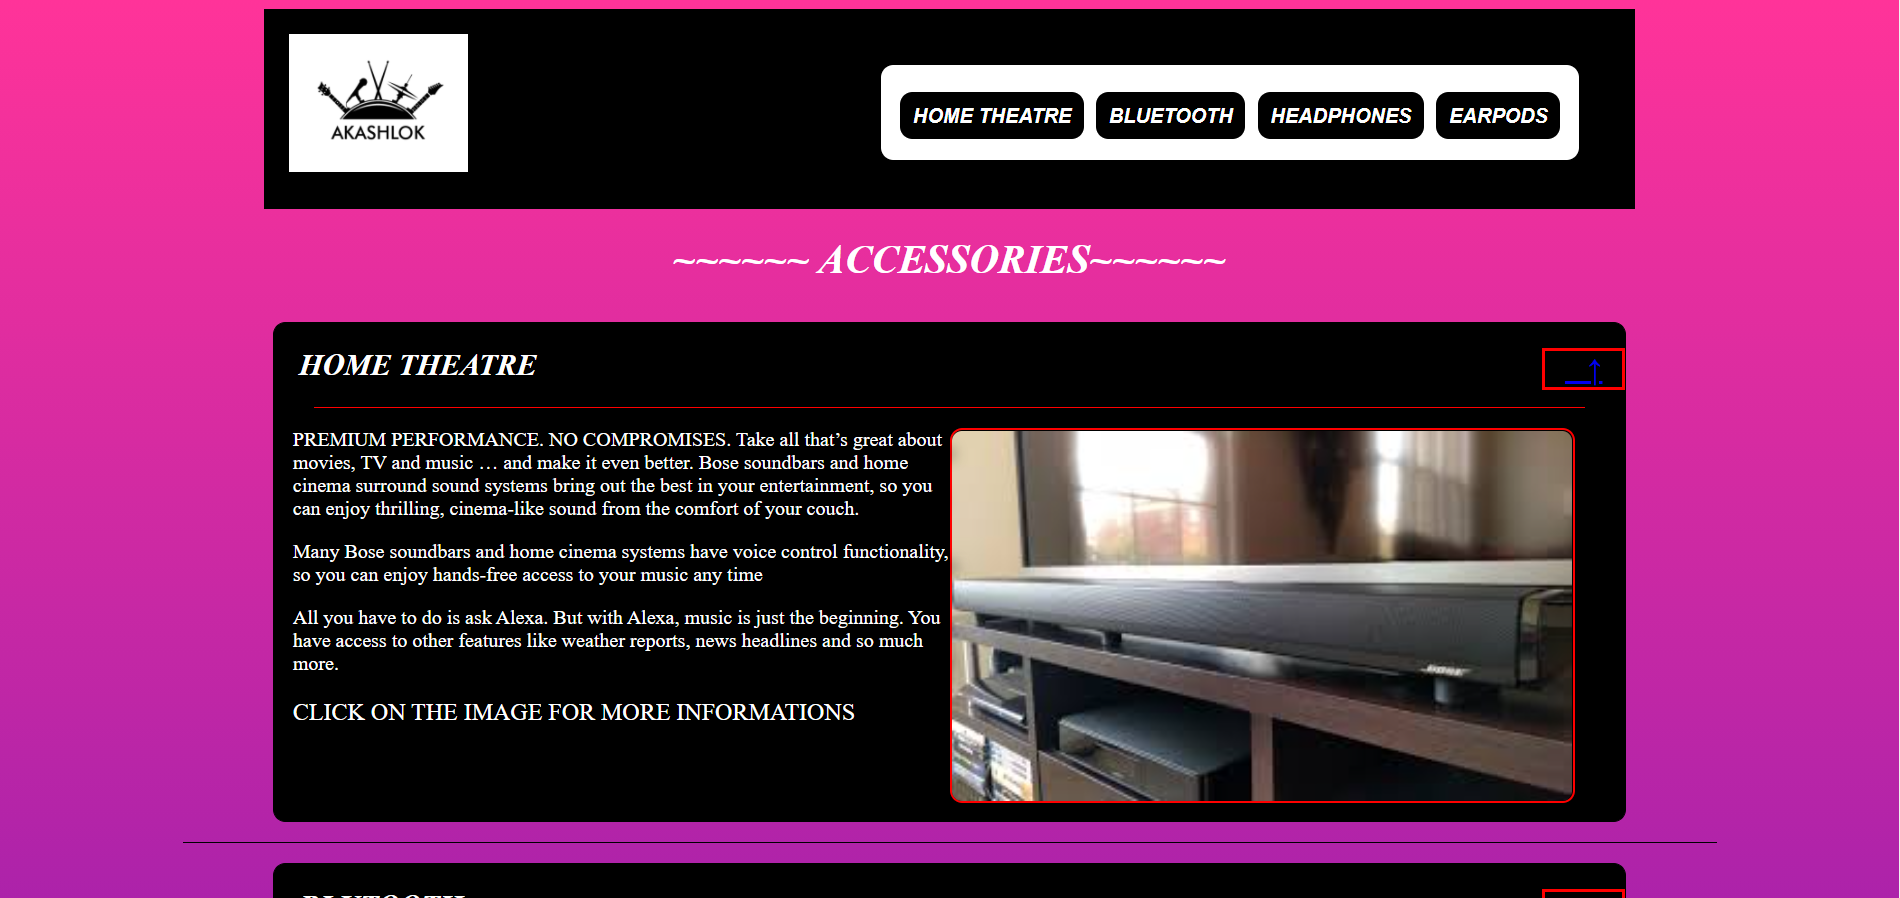 AKASHLOK
HOME THEATRE BLUETOOTH HEADPHONES EARPODS
~~~~~~ ACCESSORIES~~~~~~
HOME THEATRE
↑
PREMIUM PERFORMANCE. NO COMPROMISES. Take all that’s great about
movies, TV and music … and make it even better. Bose soundbars and home
cinema surround sound systems bring out the best in your entertainment, so you
can enjoy thrilling, cinema-like sound from the comfort of your couch.
Many Bose soundbars and home cinema systems have voice control functionality,
so you can enjoy hands-free access to your music any time
All you have to do is ask Alexa. But with Alexa, music is just the beginning. You
have access to other features like weather reports, news headlines and so much
more.
CLICK ON THE IMAGE FOR MORE INFORMATIONS
BOSE
BLUTOOTH